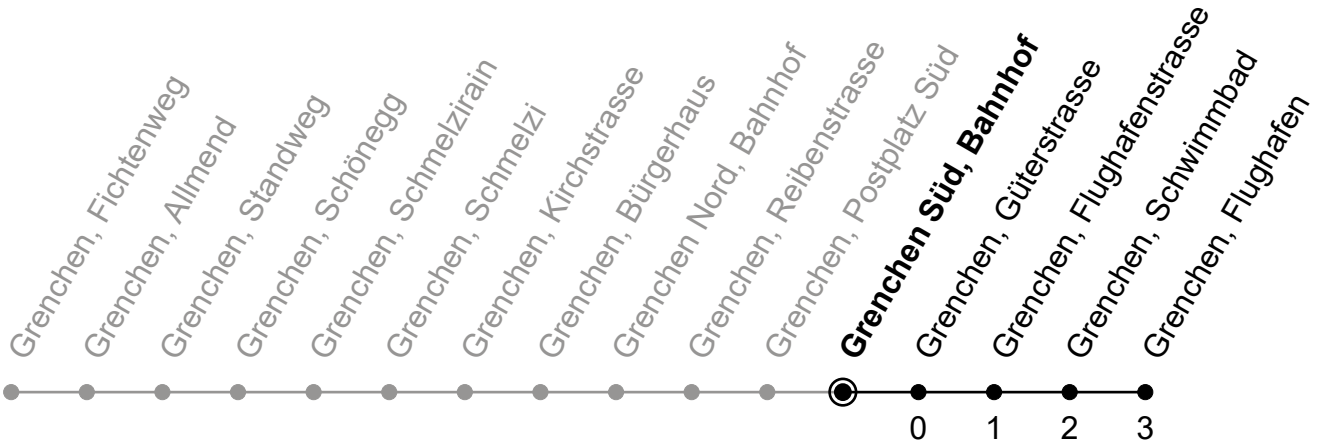 Grenchen, Fichtenweg
Grenchen, Allmend
Grenchen, Standweg
Grenchen, Schönegg
Grenchen, Schmelzirain
Grenchen, Schmelzi
Grenchen, Kirchstrasse
Grenchen, Bürgerhaus
Grenchen Nord, Bahnhof
Grenchen, Reibenstrasse
Grenchen, Postplatz Süd
Grenchen Süd, Bahnhof
Grenchen, Güterstrasse
Grenchen, Flughafenstrasse
Grenchen, Schwimmbad
Grenchen, Flughafen
0 1 2 3